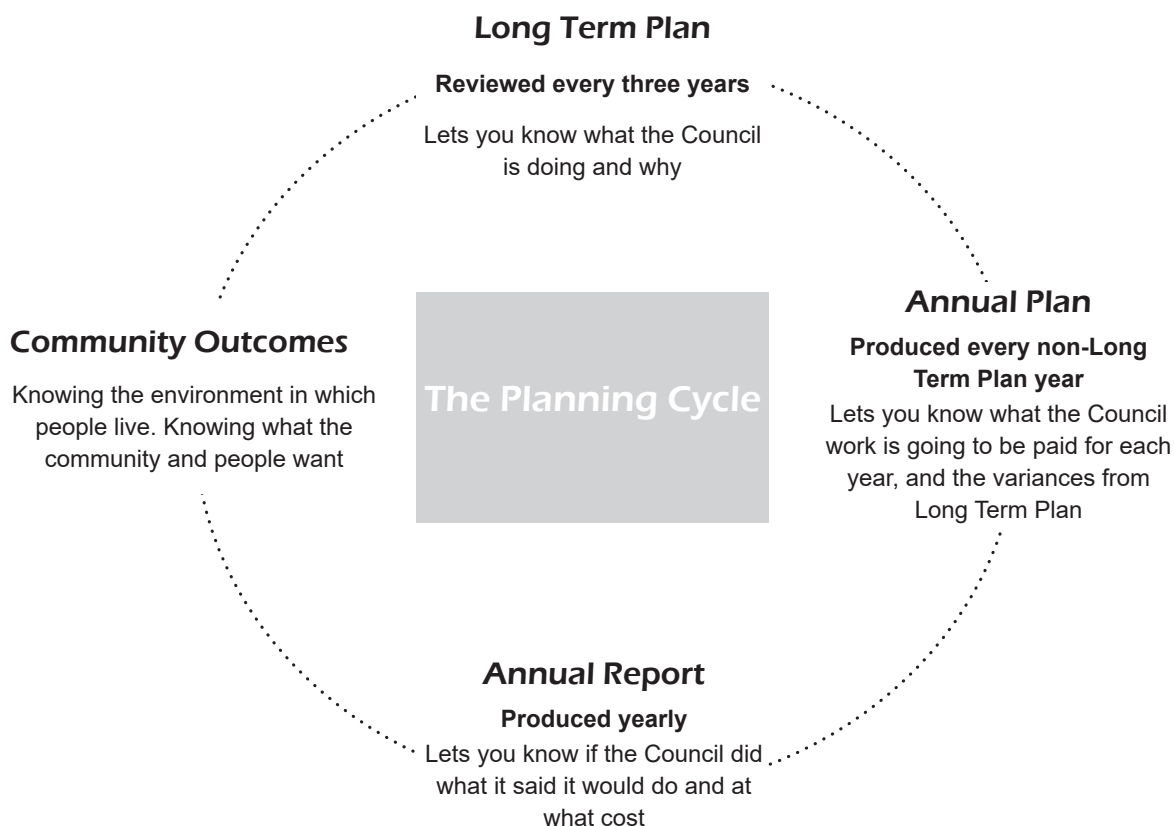 Long Term Plan
Reviewed every three years
Lets you know what the Council
is doing and why
Annual Plan
Produced every non-Long
Term Plan year
Lets you know what the Council
work is going to be paid for each
year, and the variances from
Long Term Plan
Community Outcomes
Knowing the environment in which
people live. Knowing what the
community and people want
The Planning Cycle
Annual Report
Produced yearly
Lets you know if the Council did
what it said it would do and at
what cost